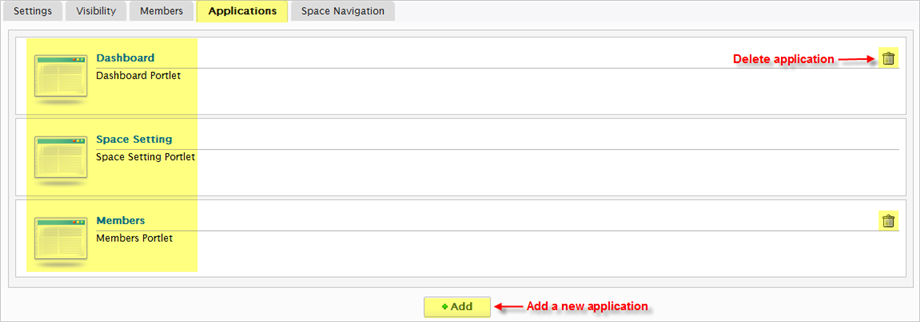 Settings Visibility Members Applications Space Navigation
Dashboard
Delete application
Dashboard Portlet
Space Setting
Space Setting Portlet
Members
Members Portlet
Add
Add a new application